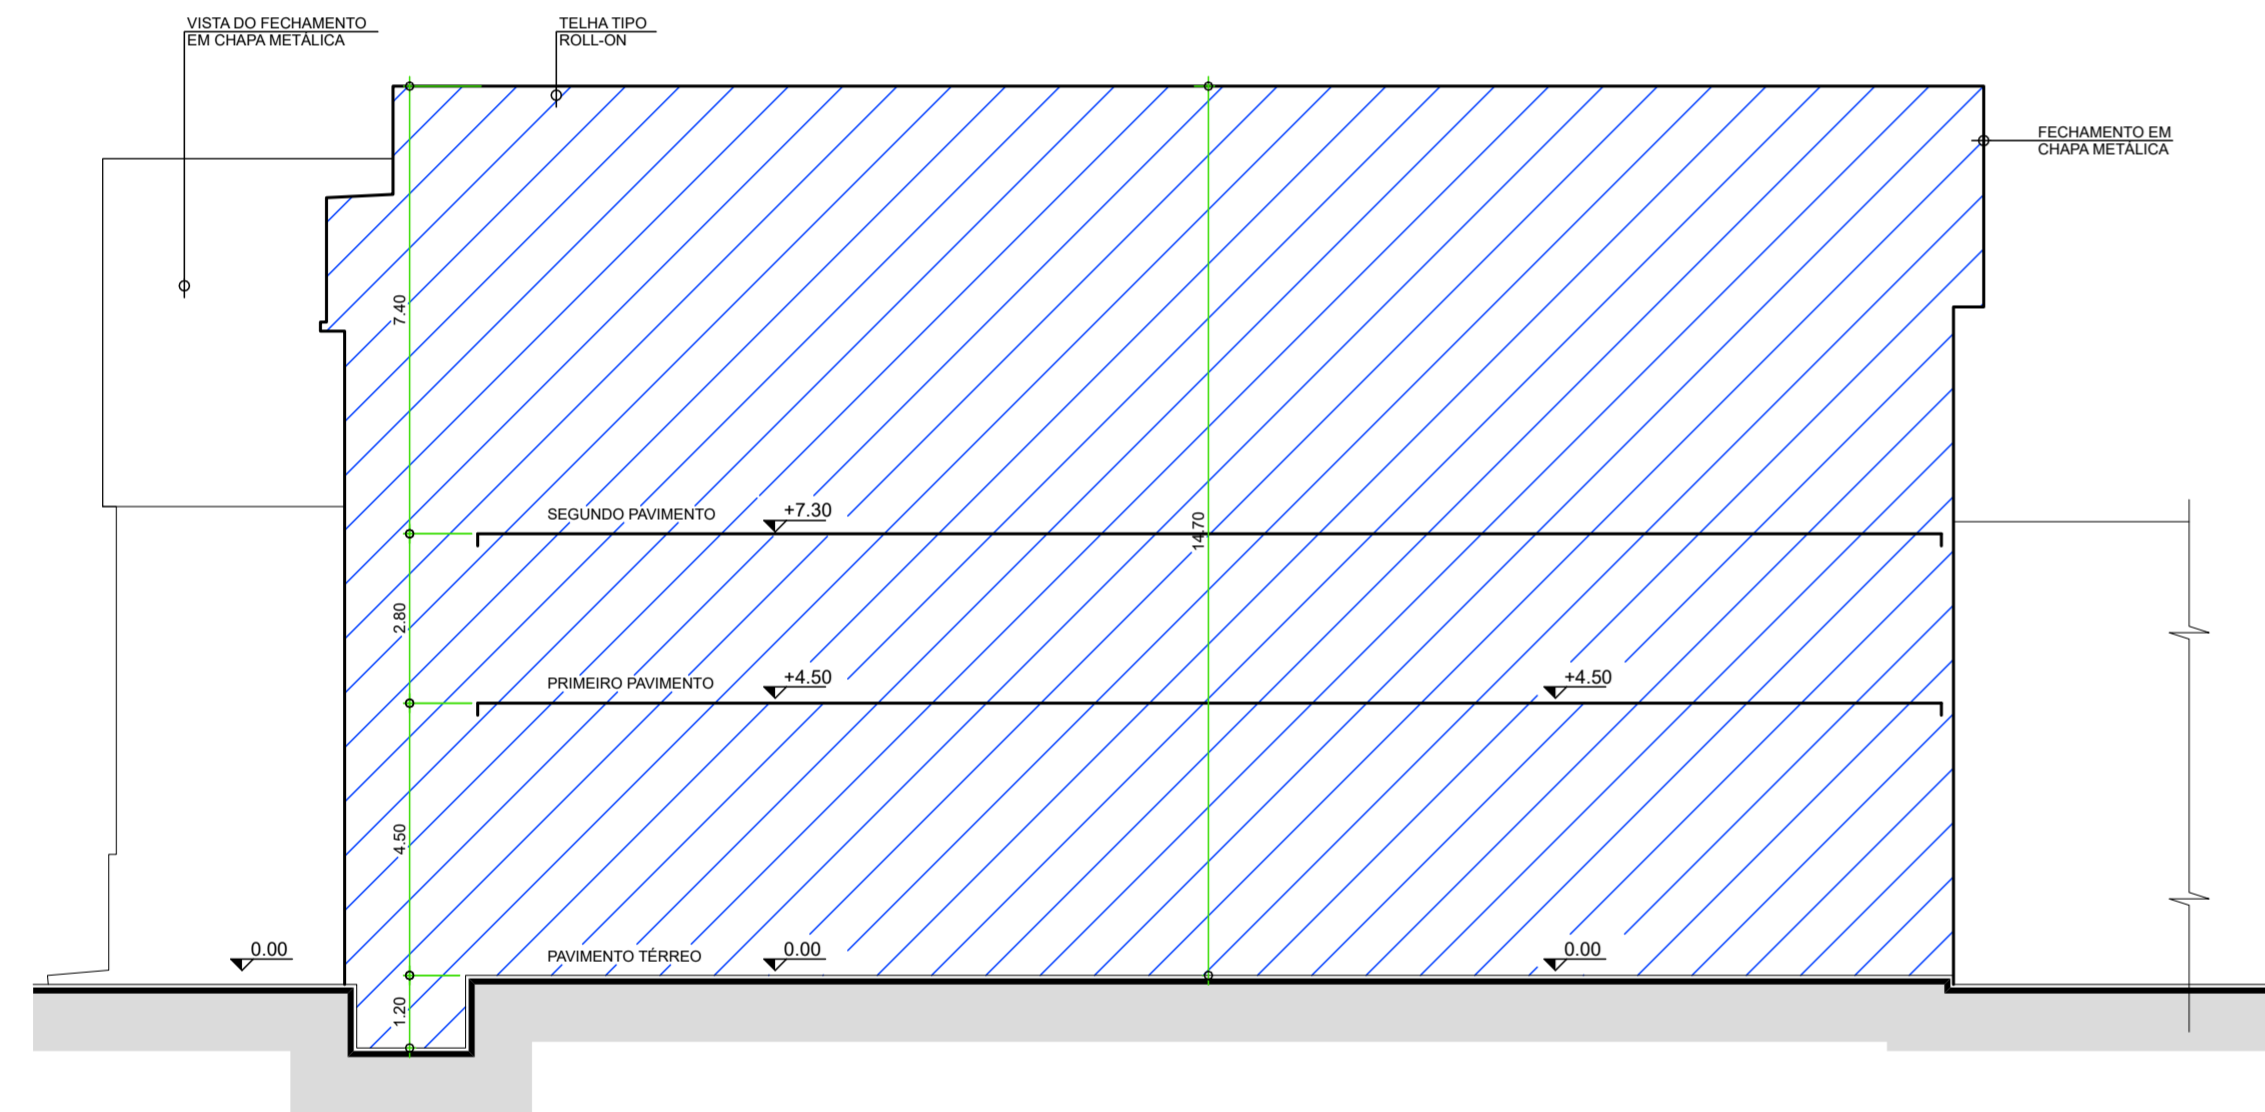 VISTA DO FECHAMENTO
EM CHAPA METÁLICA
TELHA TIPO
ROLL-ON
FECHAMENTO EM
CHAPA METÁLICA
7.40
SEGUNDO PAVIMENTO
+7.30
14.70
2.80
PRIMEIRO PAVIMENTO
+4.50
+4.50
4.50
0.00
PAVIMENTO TÉRREO
0.00
0.00
1.20